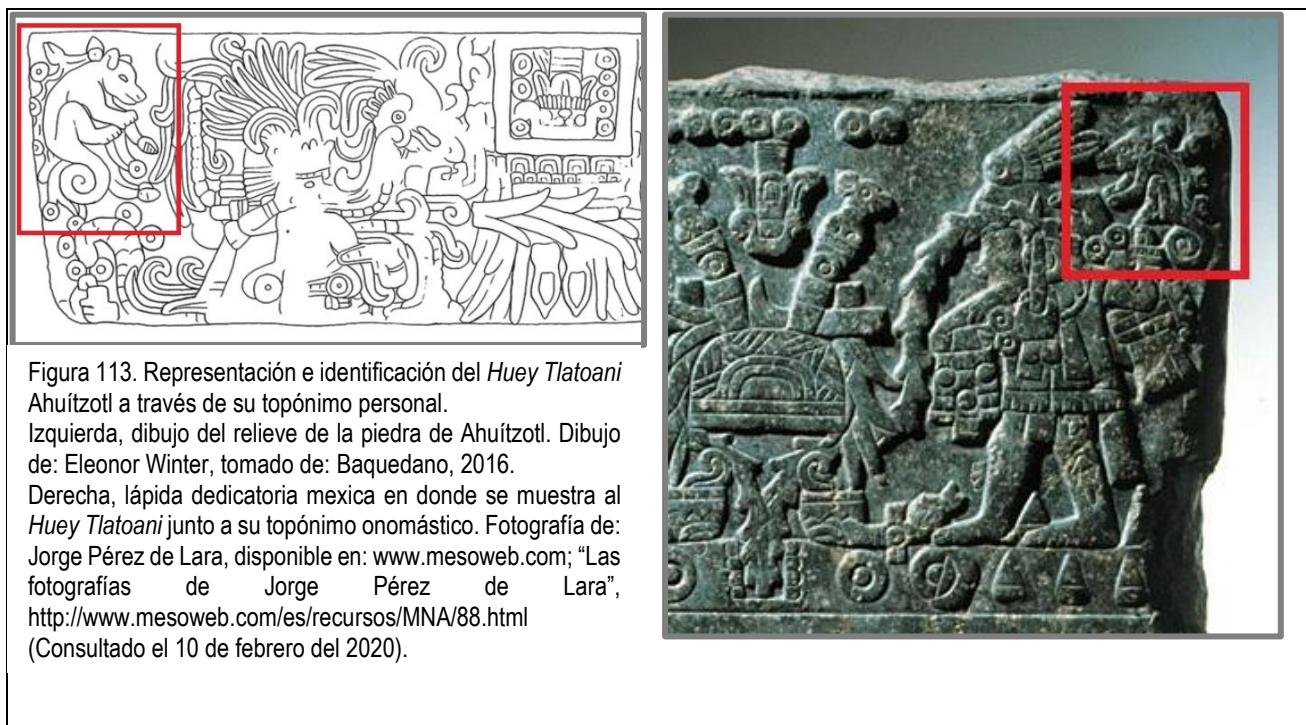 Figura 113. Representación e identificación del Huey Tlatoani
Ahuítzotl a través de su topónimo personal.
Izquierda, dibujo del relieve de la piedra de Ahuítzotl. Dibujo
de: Eleonor Winter, tomado de: Baquedano, 2016.
Derecha, lápida dedicatoria mexica en donde se muestra al
Huey Tlatoani junto a su topónimo onomástico. Fotografía de:
Jorge Pérez de Lara, disponible en: www.mesoweb.com; “Las
fotografías de Jorge Pérez de Lara”,
http://www.mesoweb.com/es/recursos/MNA/88.html
(Consultado el 10 de febrero del 2020).